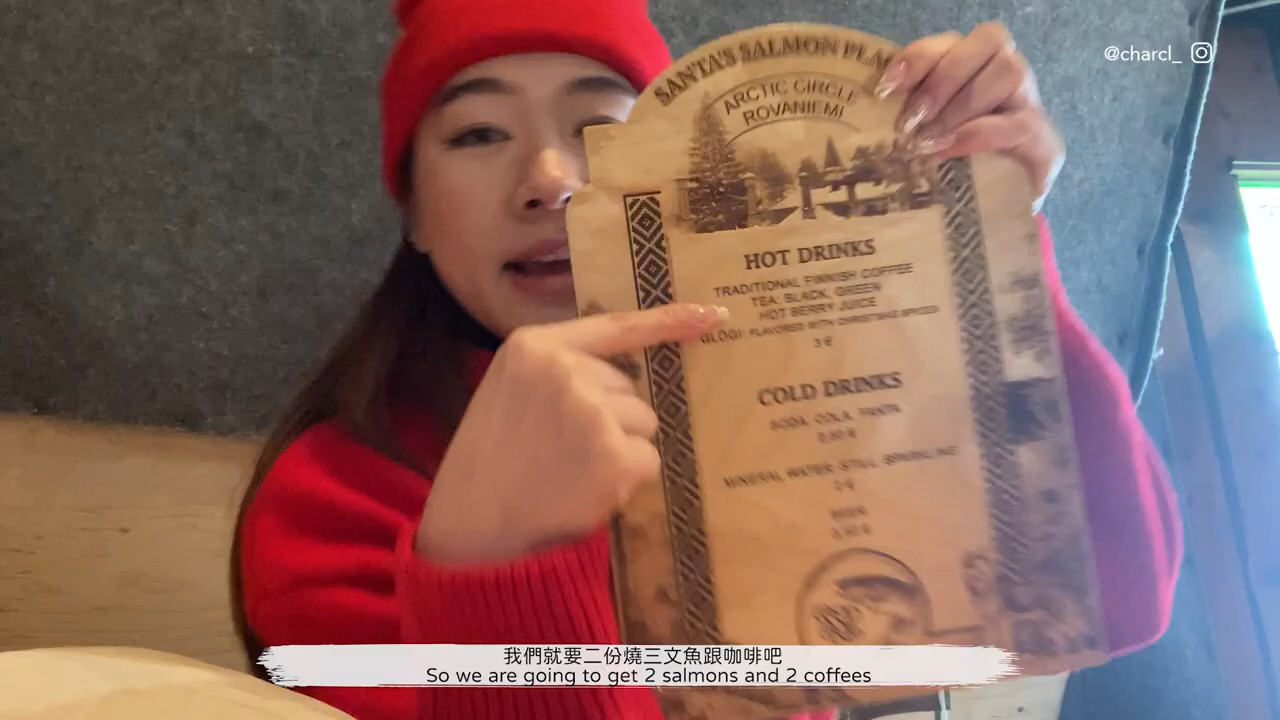 @charcl_
SANTA'S SALMON PLA
ARCTIC CIRCLE
ROVANIEMI
HOT DRINKS
TRADITIONAL FINNISH COFFEE
TEA: BLACK, GREEN
HOT BERRY JUICE
GLÖGI: FLAVORED WITH CHRISTMAS SPICES
3 €
COLD DRINKS
SODA: COLA, FANTA
MINERAL WATER: STILL SPARKLING
我們就要二份燒三文魚跟咖啡吧
So we are going to get 2 salmons and 2 coffees